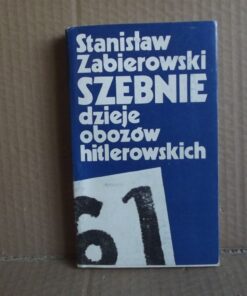 Stanisław
Zabierowski
SZEBNIE
dzieje
obozów
hitlerowskich
61